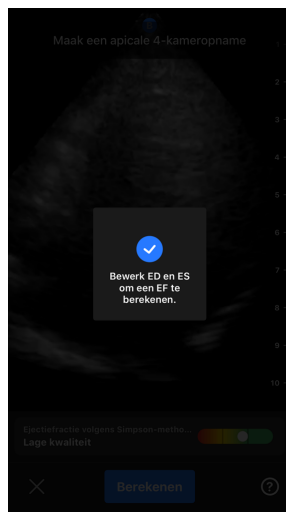 Maak een apicale 4-kameropname
2
3
4
5
6
7
8
9
10
Bewerk ED en ES
om een EF te
berekenen.
Ejectiefractie volgens Simpson-metho...
Lage kwaliteit
Berekenen
?